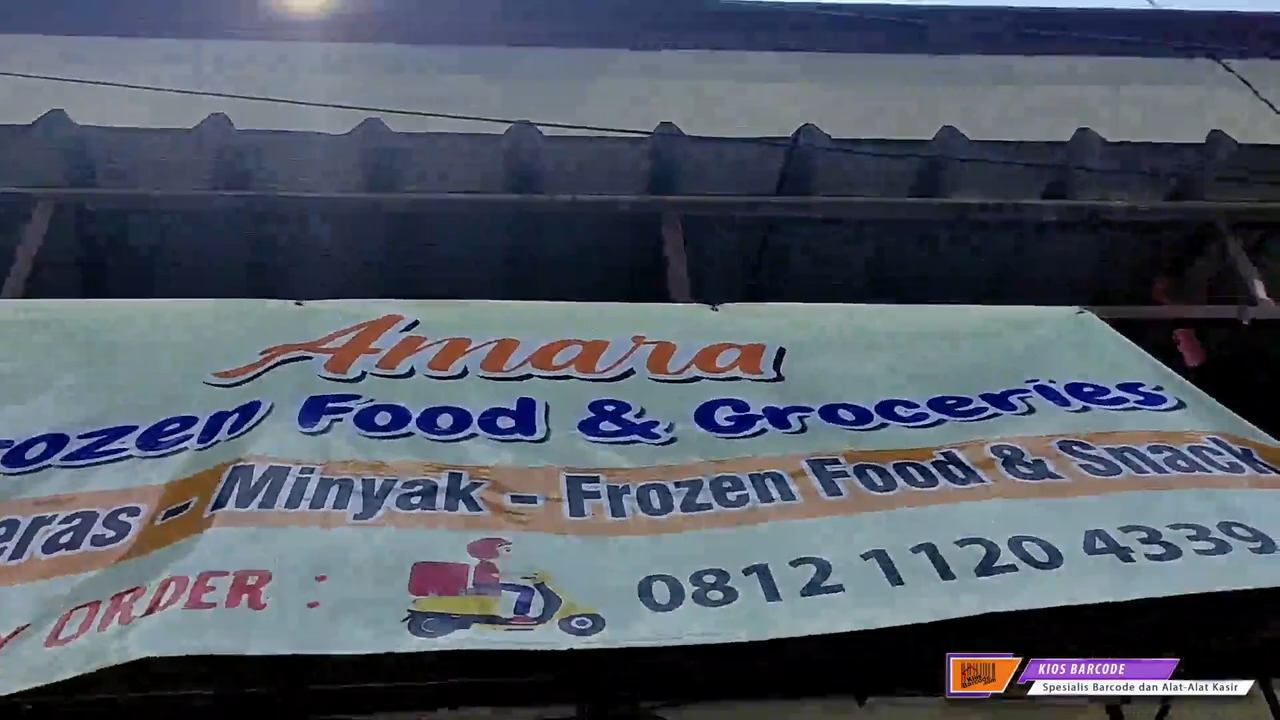 Amara
rozen Food & Groceries
eras - Minyak - Frozen Food & Snack
Y ORDER : 0812 1120 4339
KIOS BARCODE
Spesialis Barcode dan Alat-Alat Kasir